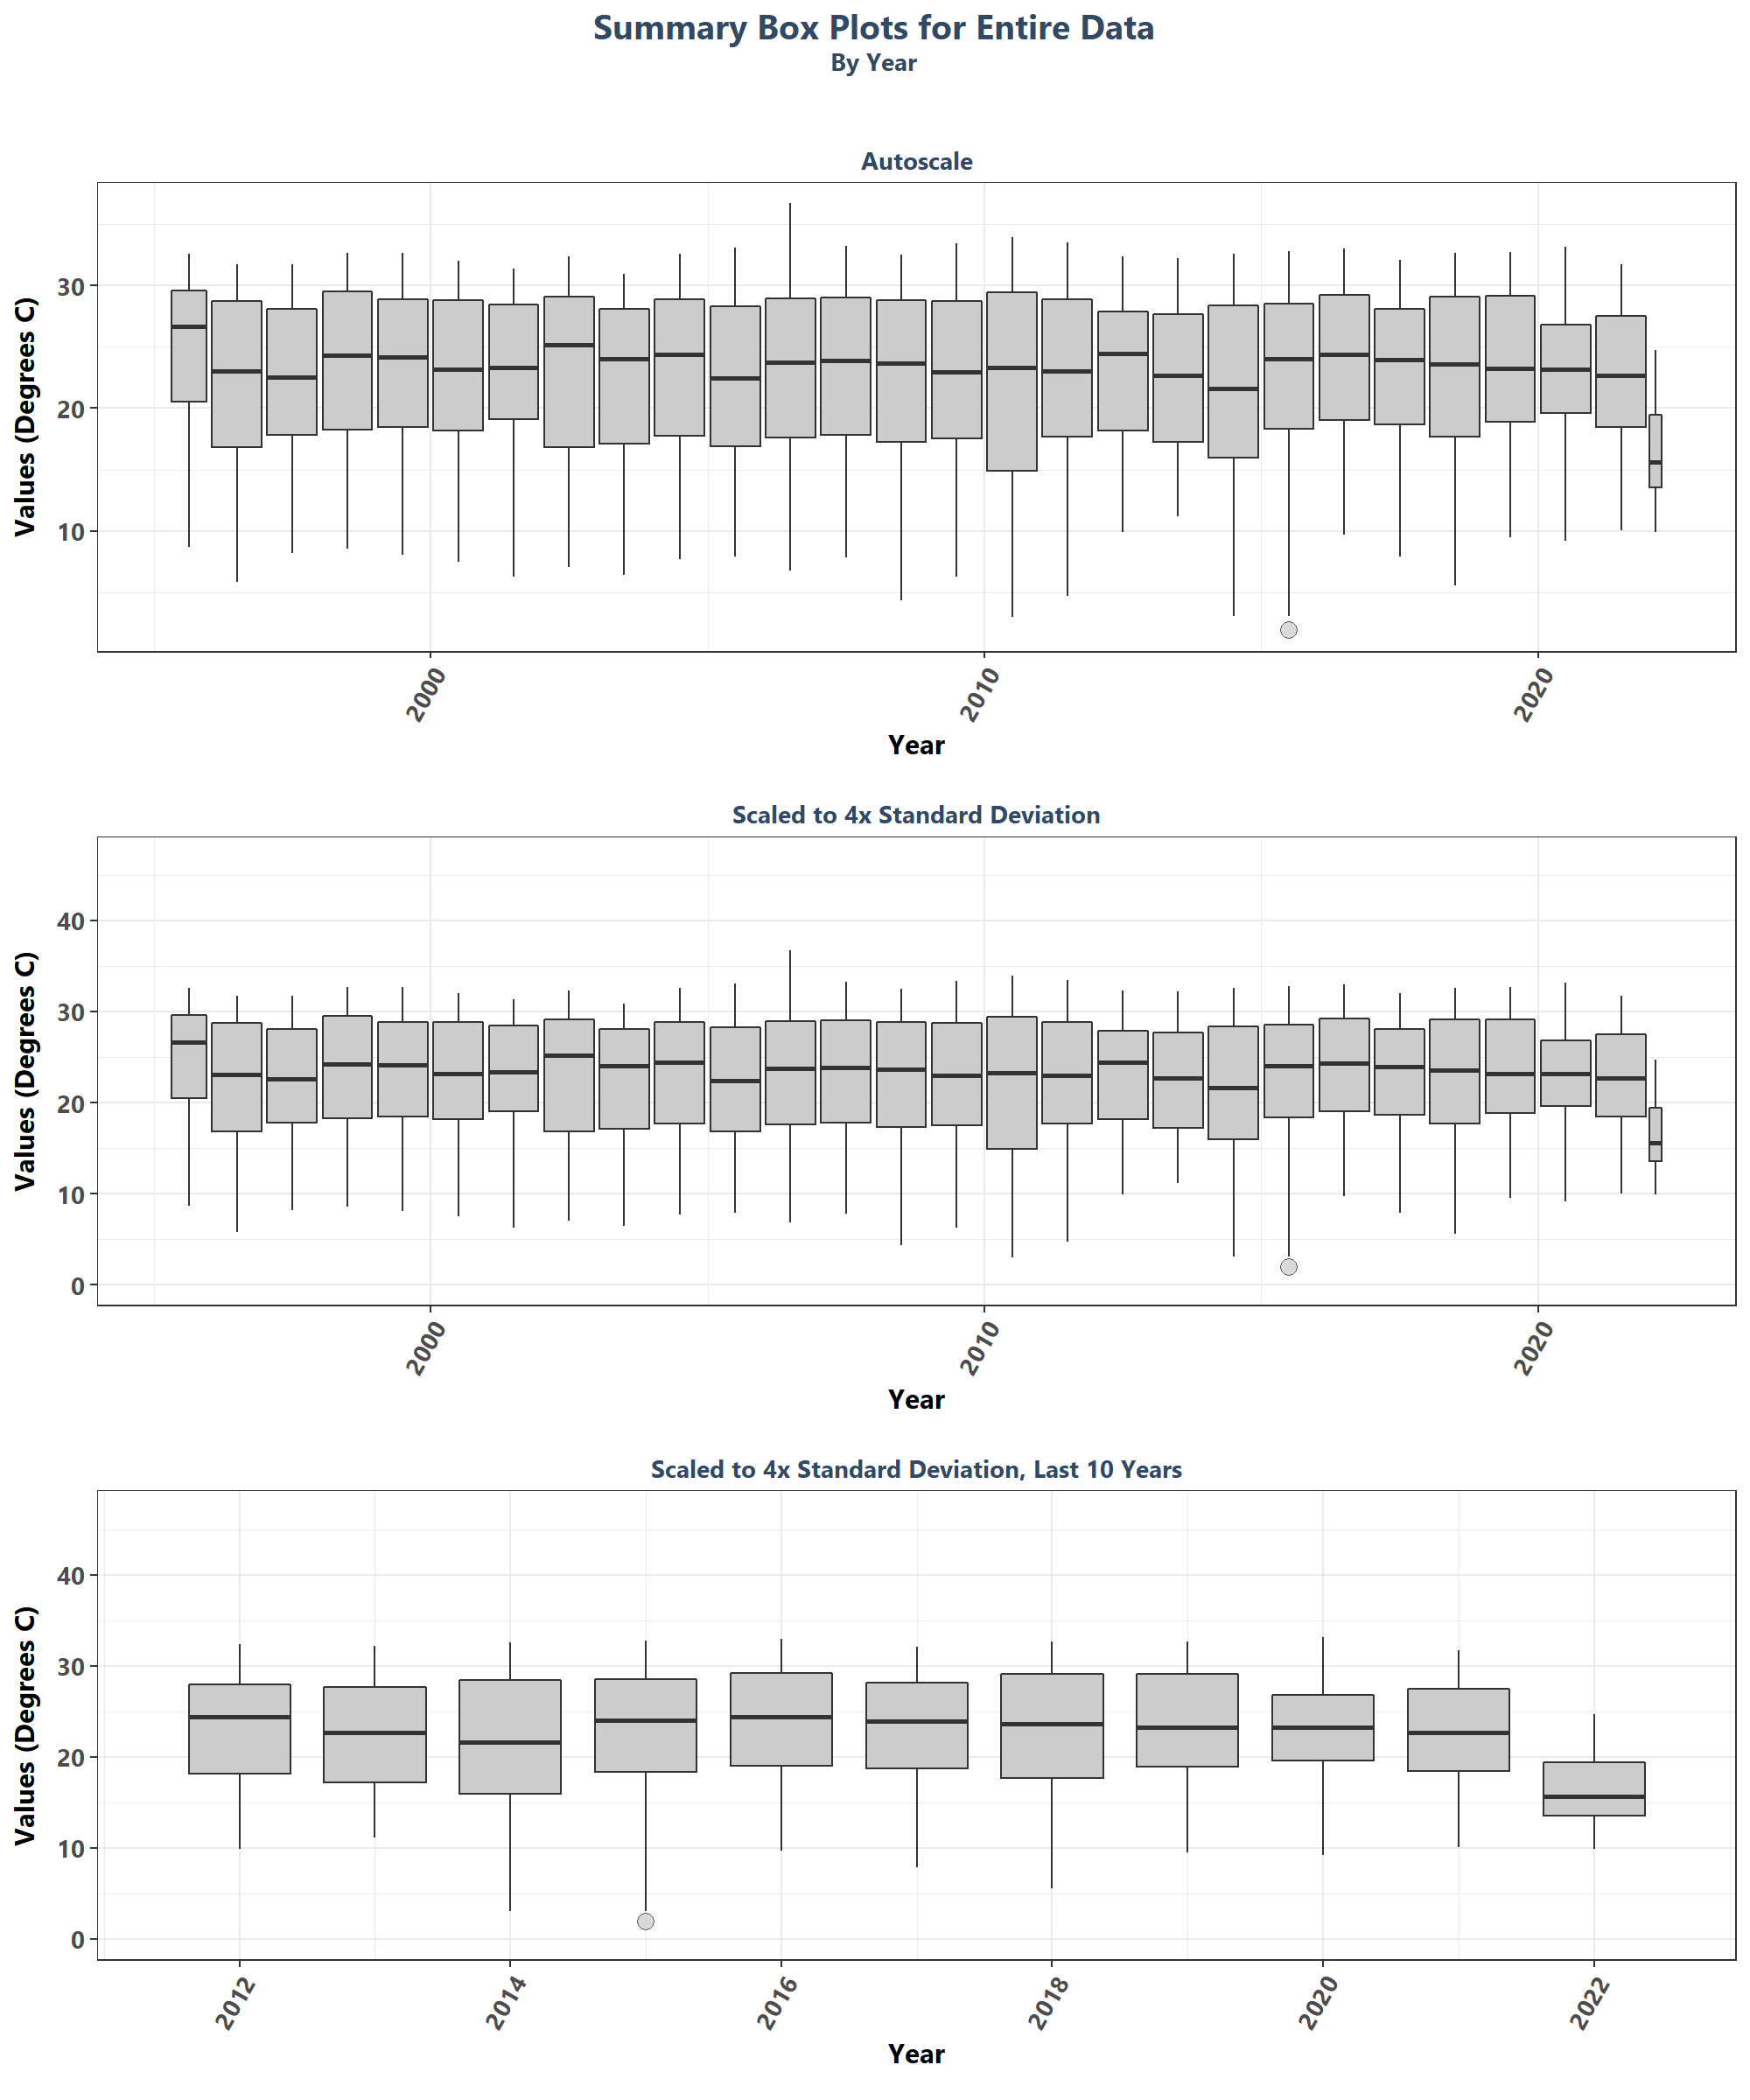 Summary Box Plots for Entire Data
By Year
Autoscale
Values (Degrees C)
30
20
10
2000
2010
2020
Year
Scaled to 4x Standard Deviation
Values (Degrees C)
40
30
20
10
0
2000
2010
2020
Year
Scaled to 4x Standard Deviation, Last 10 Years
Values (Degrees C)
40
30
20
10
0
2012
2014
2016
2018
2020
2022
Year